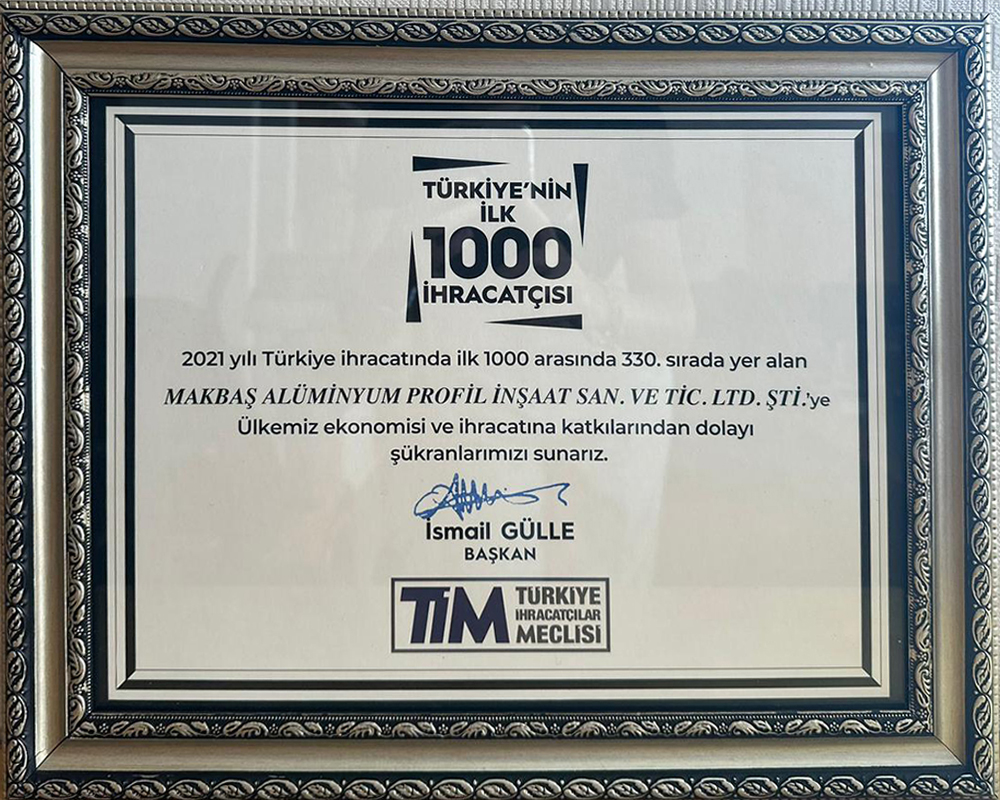 TÜRKİYE'NİN
İLK
1000
İHRACATÇISI
2021 yılı Türkiye ihracatında ilk 1000 arasında 330. sırada yer alan
MAKBAŞ ALÜMİNYUM PROFİL İNŞAAT SAN. VE TİC. LTD. ŞTİ.'ye
Ülkemiz ekonomisi ve ihracatına katkılarından dolayı
şükranlarımızı sunarız.
İsmail GÜLLE
BAŞKAN
TİM TÜRKİYE
İHRACATÇILAR
MECLİSİ